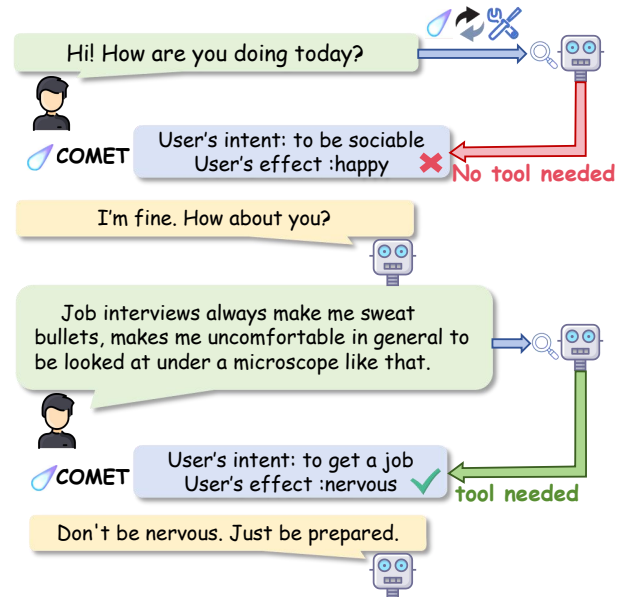 Hi! How are you doing today?
COMET
User's intent: to be sociable
User's effect :happy
No tool needed
I'm fine. How about you?
Job interviews always make me sweat
bullets, makes me uncomfortable in general to
be looked at under a microscope like that.
COMET
User's intent: to get a job
User's effect :nervous
tool needed
Don't be nervous. Just be prepared.